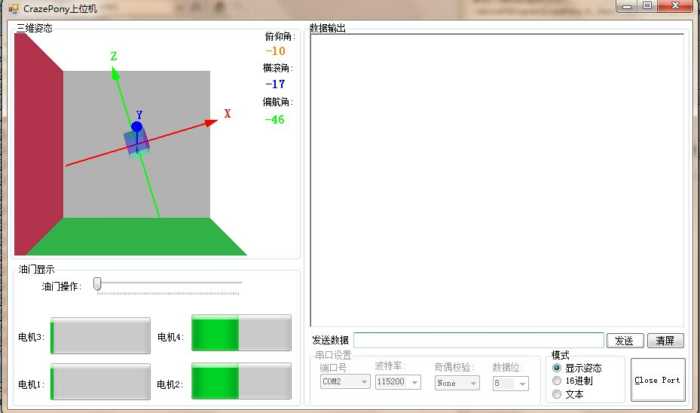 CrazePony上位机
三维姿态
俯仰角:
-10
横滚角:
-17
偏航角:
-46
Z
Y
X
数据输出
油门显示
油门操作:
电机3:
电机4:
电机1:
电机2:
发送数据
发送
清屏
串口设置
端口号
波特率:
奇偶校验:
数据位:
COM2
115200
None
8
模式
显示姿态
16进制
文本
Close Port